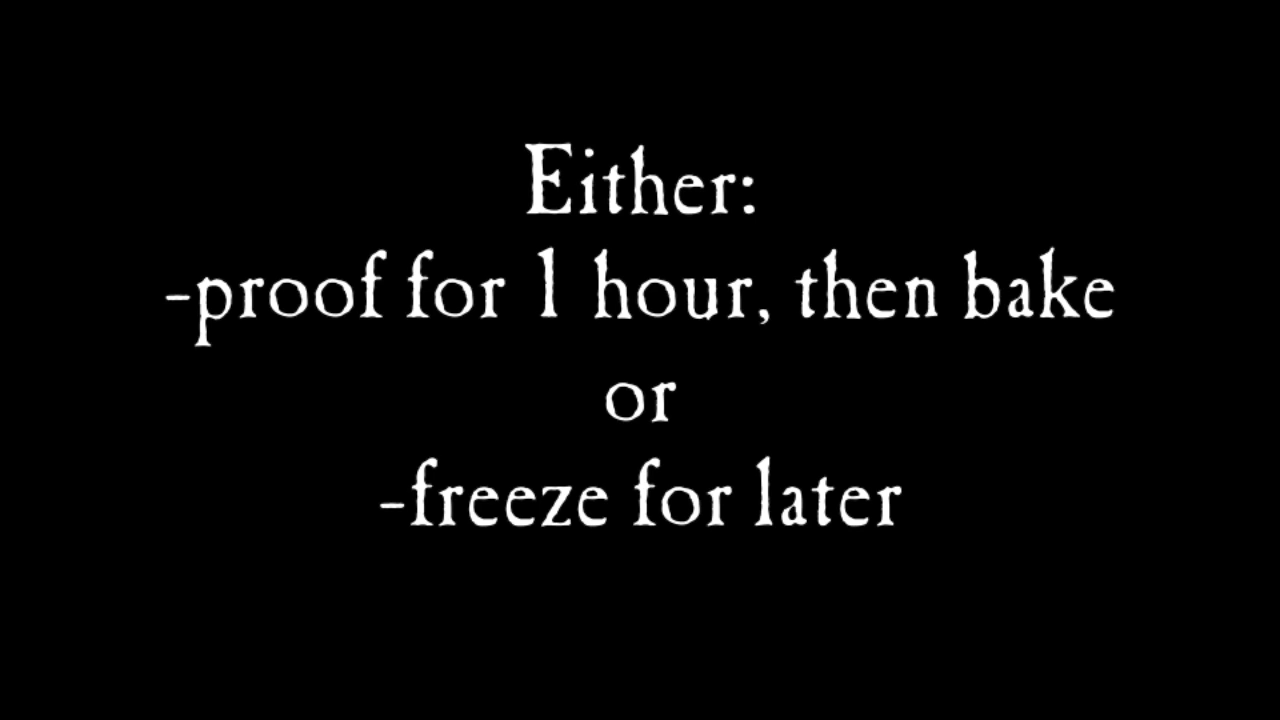 Either:
-proof for 1 hour, then bake
or
-freeze for later